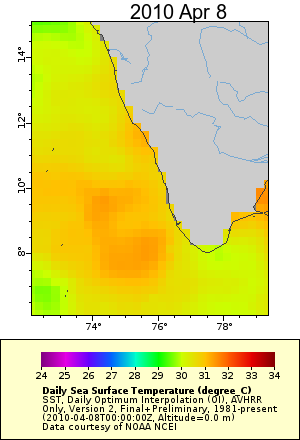 2010 Apr 8
14°
12°
10°
8°
74°
76°
78°
24 25 26 27 28 29 30 31 32 33 34
Daily Sea Surface Temperature (degree_C)
SST, Daily Optimum Interpolation (OI), AVHRR
Only, Version 2, Final+Preliminary, 1981-present
(2010-04-08T00:00:00Z, Altitude=0.0 m)
Data courtesy of NOAA NCEI